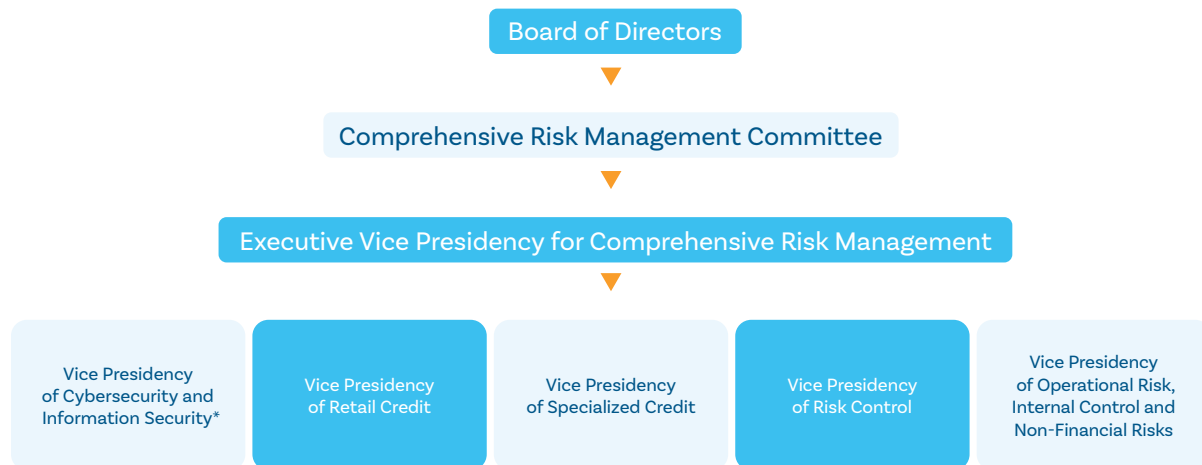 Board of Directors
Comprehensive Risk Management Committee
Executive Vice Presidency for Comprehensive Risk Management
Vice Presidency
of Cybersecurity and
Information Security*
Vice Presidency
of Retail Credit
Vice Presidency
of Specialized Credit
Vice Presidency
of Risk Control
Vice Presidency
of Operational Risk,
Internal Control and
Non-Financial Risks